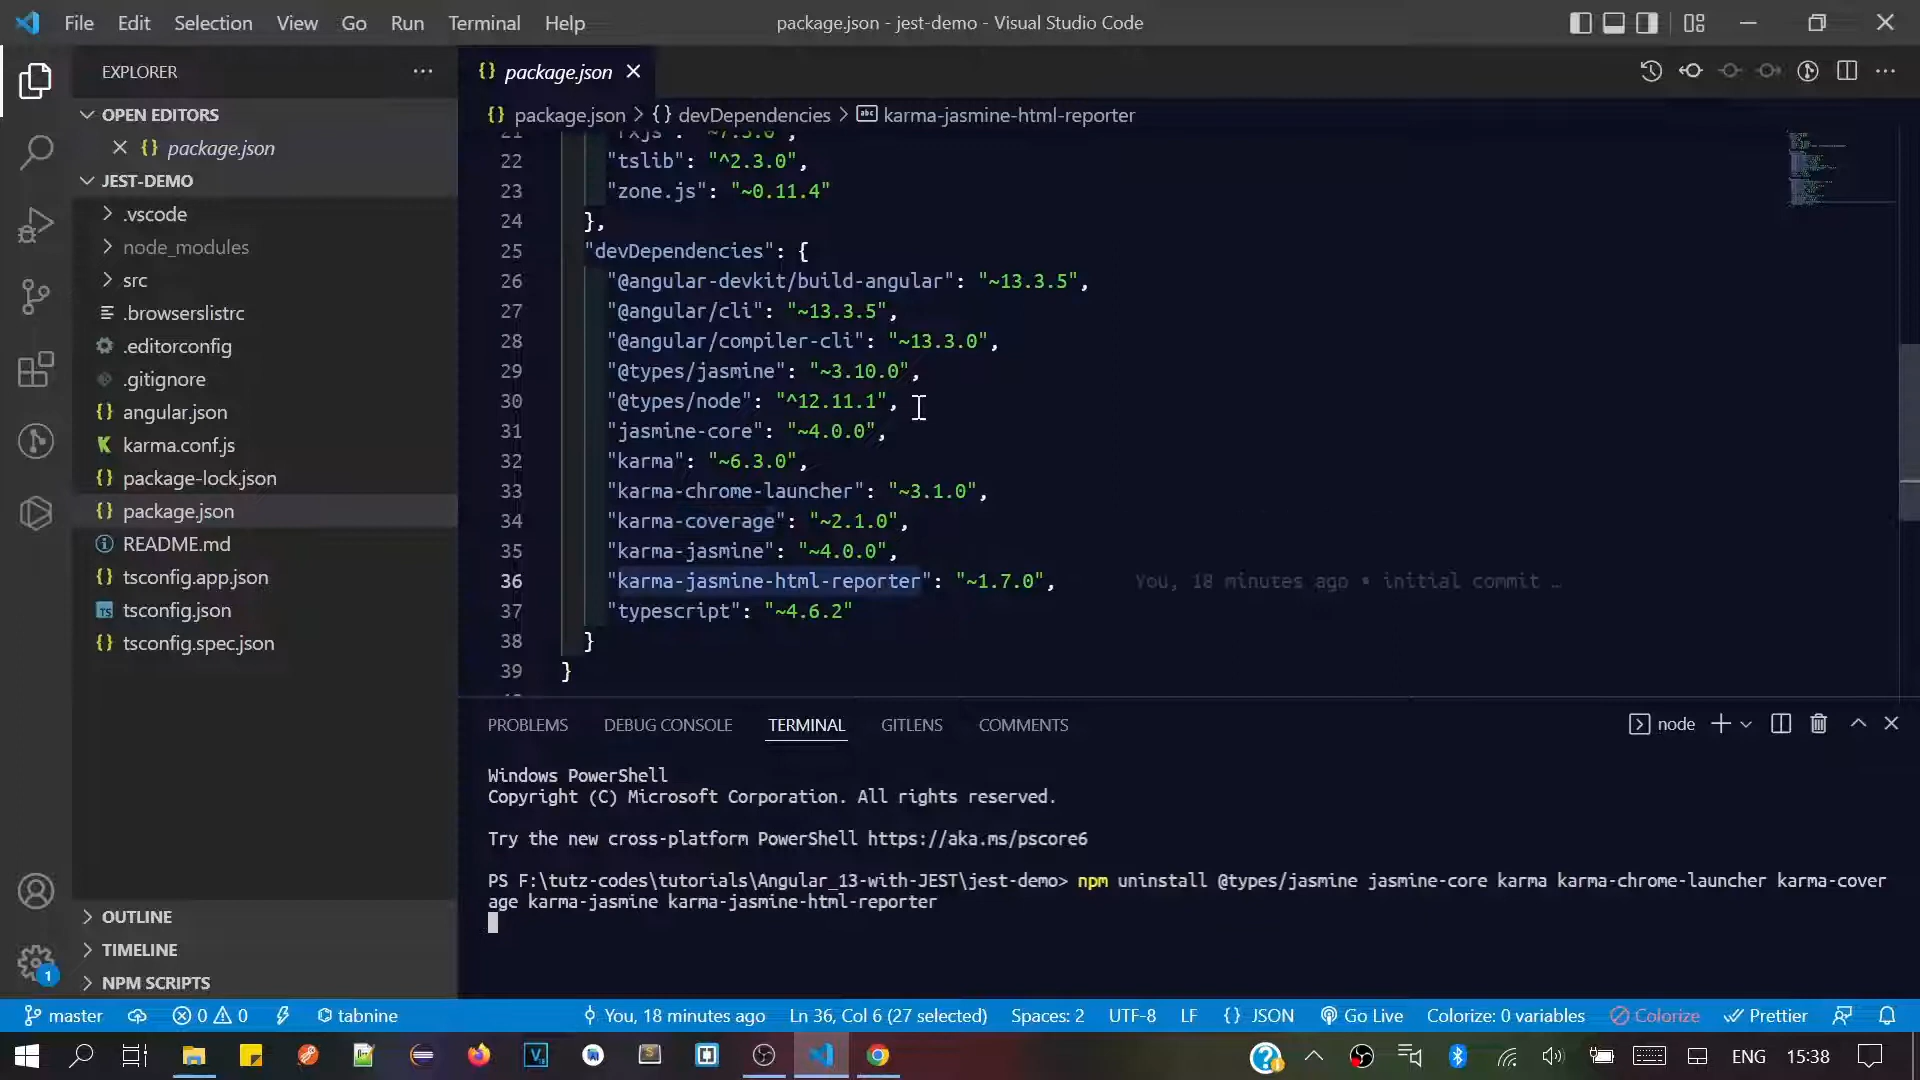 File Edit Selection View Go Run Terminal Help
package.json - jest-demo - Visual Studio Code
EXPLORER
OPEN EDITORS
package.json
JEST-DEMO
.vscode
node_modules
src
.browserslistrc
.editorconfig
.gitignore
angular.json
karma.conf.js
package-lock.json
package.json
README.md
tsconfig.app.json
tsconfig.json
tsconfig.spec.json
OUTLINE
TIMELINE
NPM SCRIPTS
package.json
package.json > {} devDependencies > karma-jasmine-html-reporter
21 "rxjs": "~7.5.0",
22 "tslib": "^2.3.0",
23 "zone.js": "~0.11.4"
24 },
25 "devDependencies": {
26 "@angular-devkit/build-angular": "~13.3.5",
27 "@angular/cli": "~13.3.5",
28 "@angular/compiler-cli": "~13.3.0",
29 "@types/jasmine": "~3.10.0",
30 "@types/node": "^12.11.1",
31 "jasmine-core": "~4.0.0",
32 "karma": "~6.3.0",
33 "karma-chrome-launcher": "~3.1.0",
34 "karma-coverage": "~2.1.0",
35 "karma-jasmine": "~4.0.0",
36 "karma-jasmine-html-reporter": "~1.7.0", You, 18 minutes ago • initial commit …
37 "typescript": "~4.6.2"
38 }
39 }
PROBLEMS DEBUG CONSOLE TERMINAL GITLENS COMMENTS
node
Windows PowerShell
Copyright (C) Microsoft Corporation. All rights reserved.
Try the new cross-platform PowerShell https://aka.ms/pscore6
PS F:\tutz-codes\tutorials\Angular_13-with-JEST\jest-demo> npm uninstall @types/jasmine jasmine-core karma karma-chrome-launcher karma-cover
age karma-jasmine karma-jasmine-html-reporter
1
master 0 0 tabnine You, 18 minutes ago Ln 36, Col 6 (27 selected) Spaces: 2 UTF-8 LF {} JSON Go Live Colorize: 0 variables Colorize Prettier
ENG 15:38